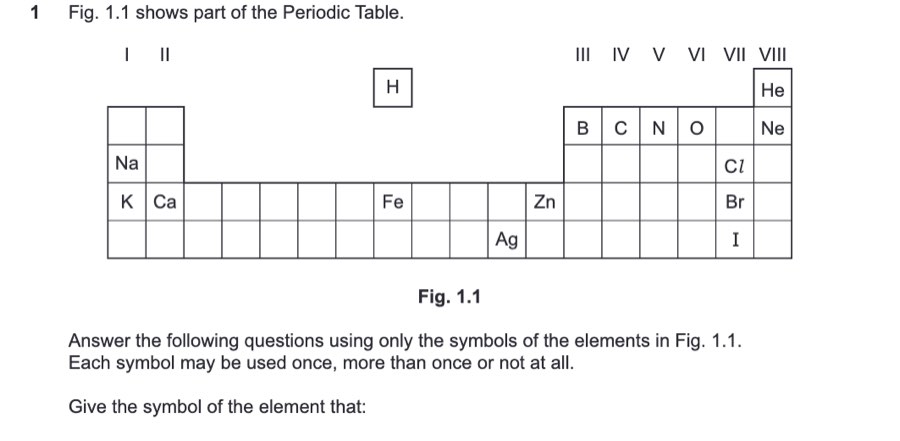 1 Fig. 1.1 shows part of the Periodic Table.
I II III IV V VI VII VIII
H He
B C N O Ne
Na Cl
K Ca Fe Zn Br
Ag I
Fig. 1.1
Answer the following questions using only the symbols of the elements in Fig. 1.1.
Each symbol may be used once, more than once or not at all.
Give the symbol of the element that: